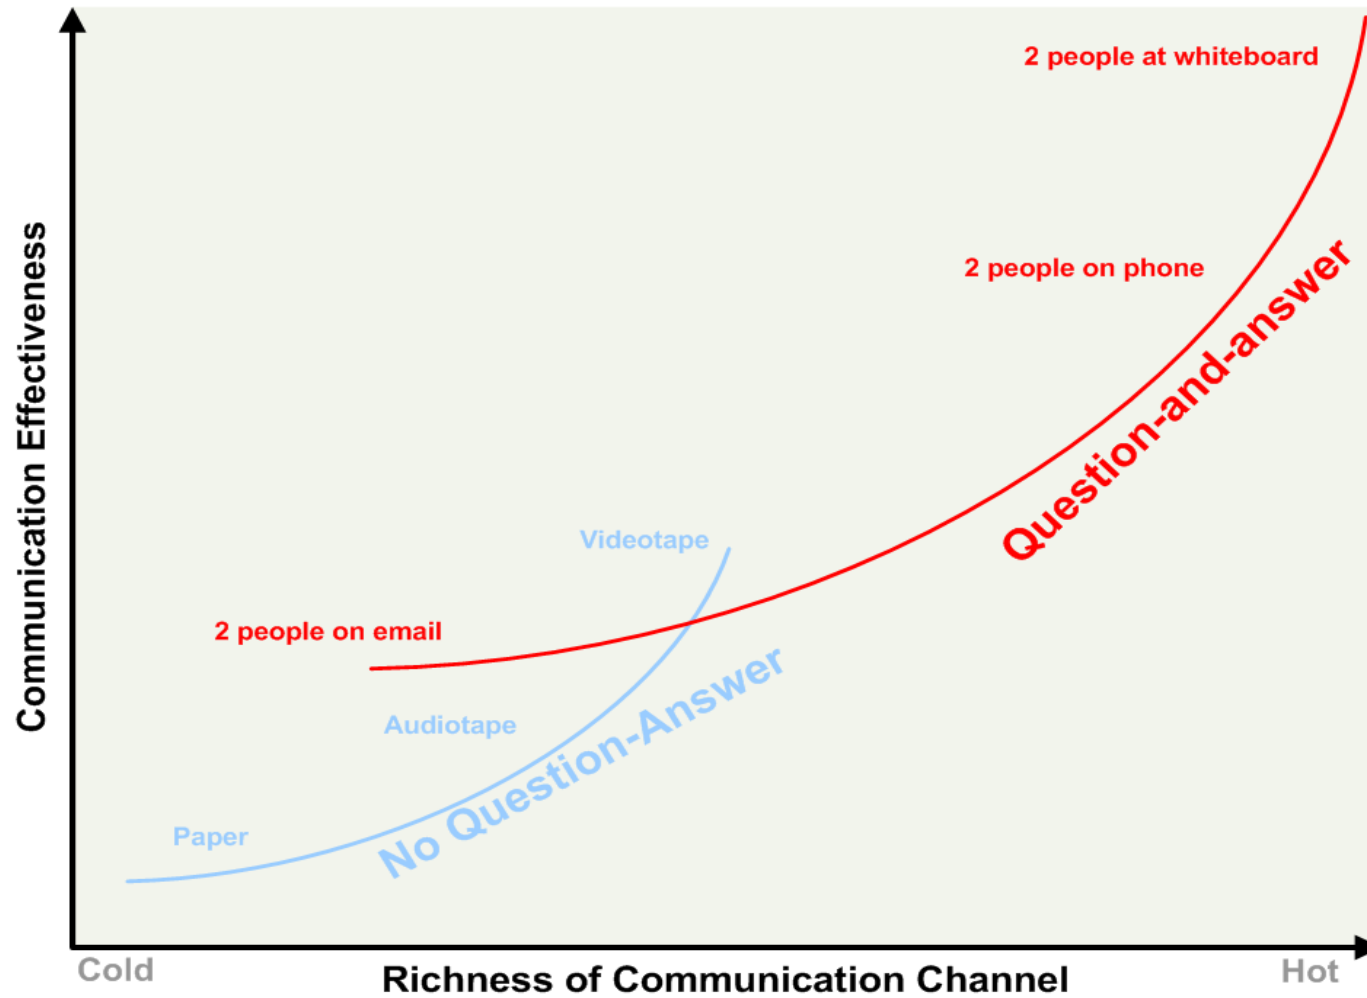 2 people at whiteboard
2 people on phone
Question-and-answer
Videotape
2 people on email
Audiotape
No Question-Answer
Paper
Communication Effectiveness
Cold
Richness of Communication Channel
Hot